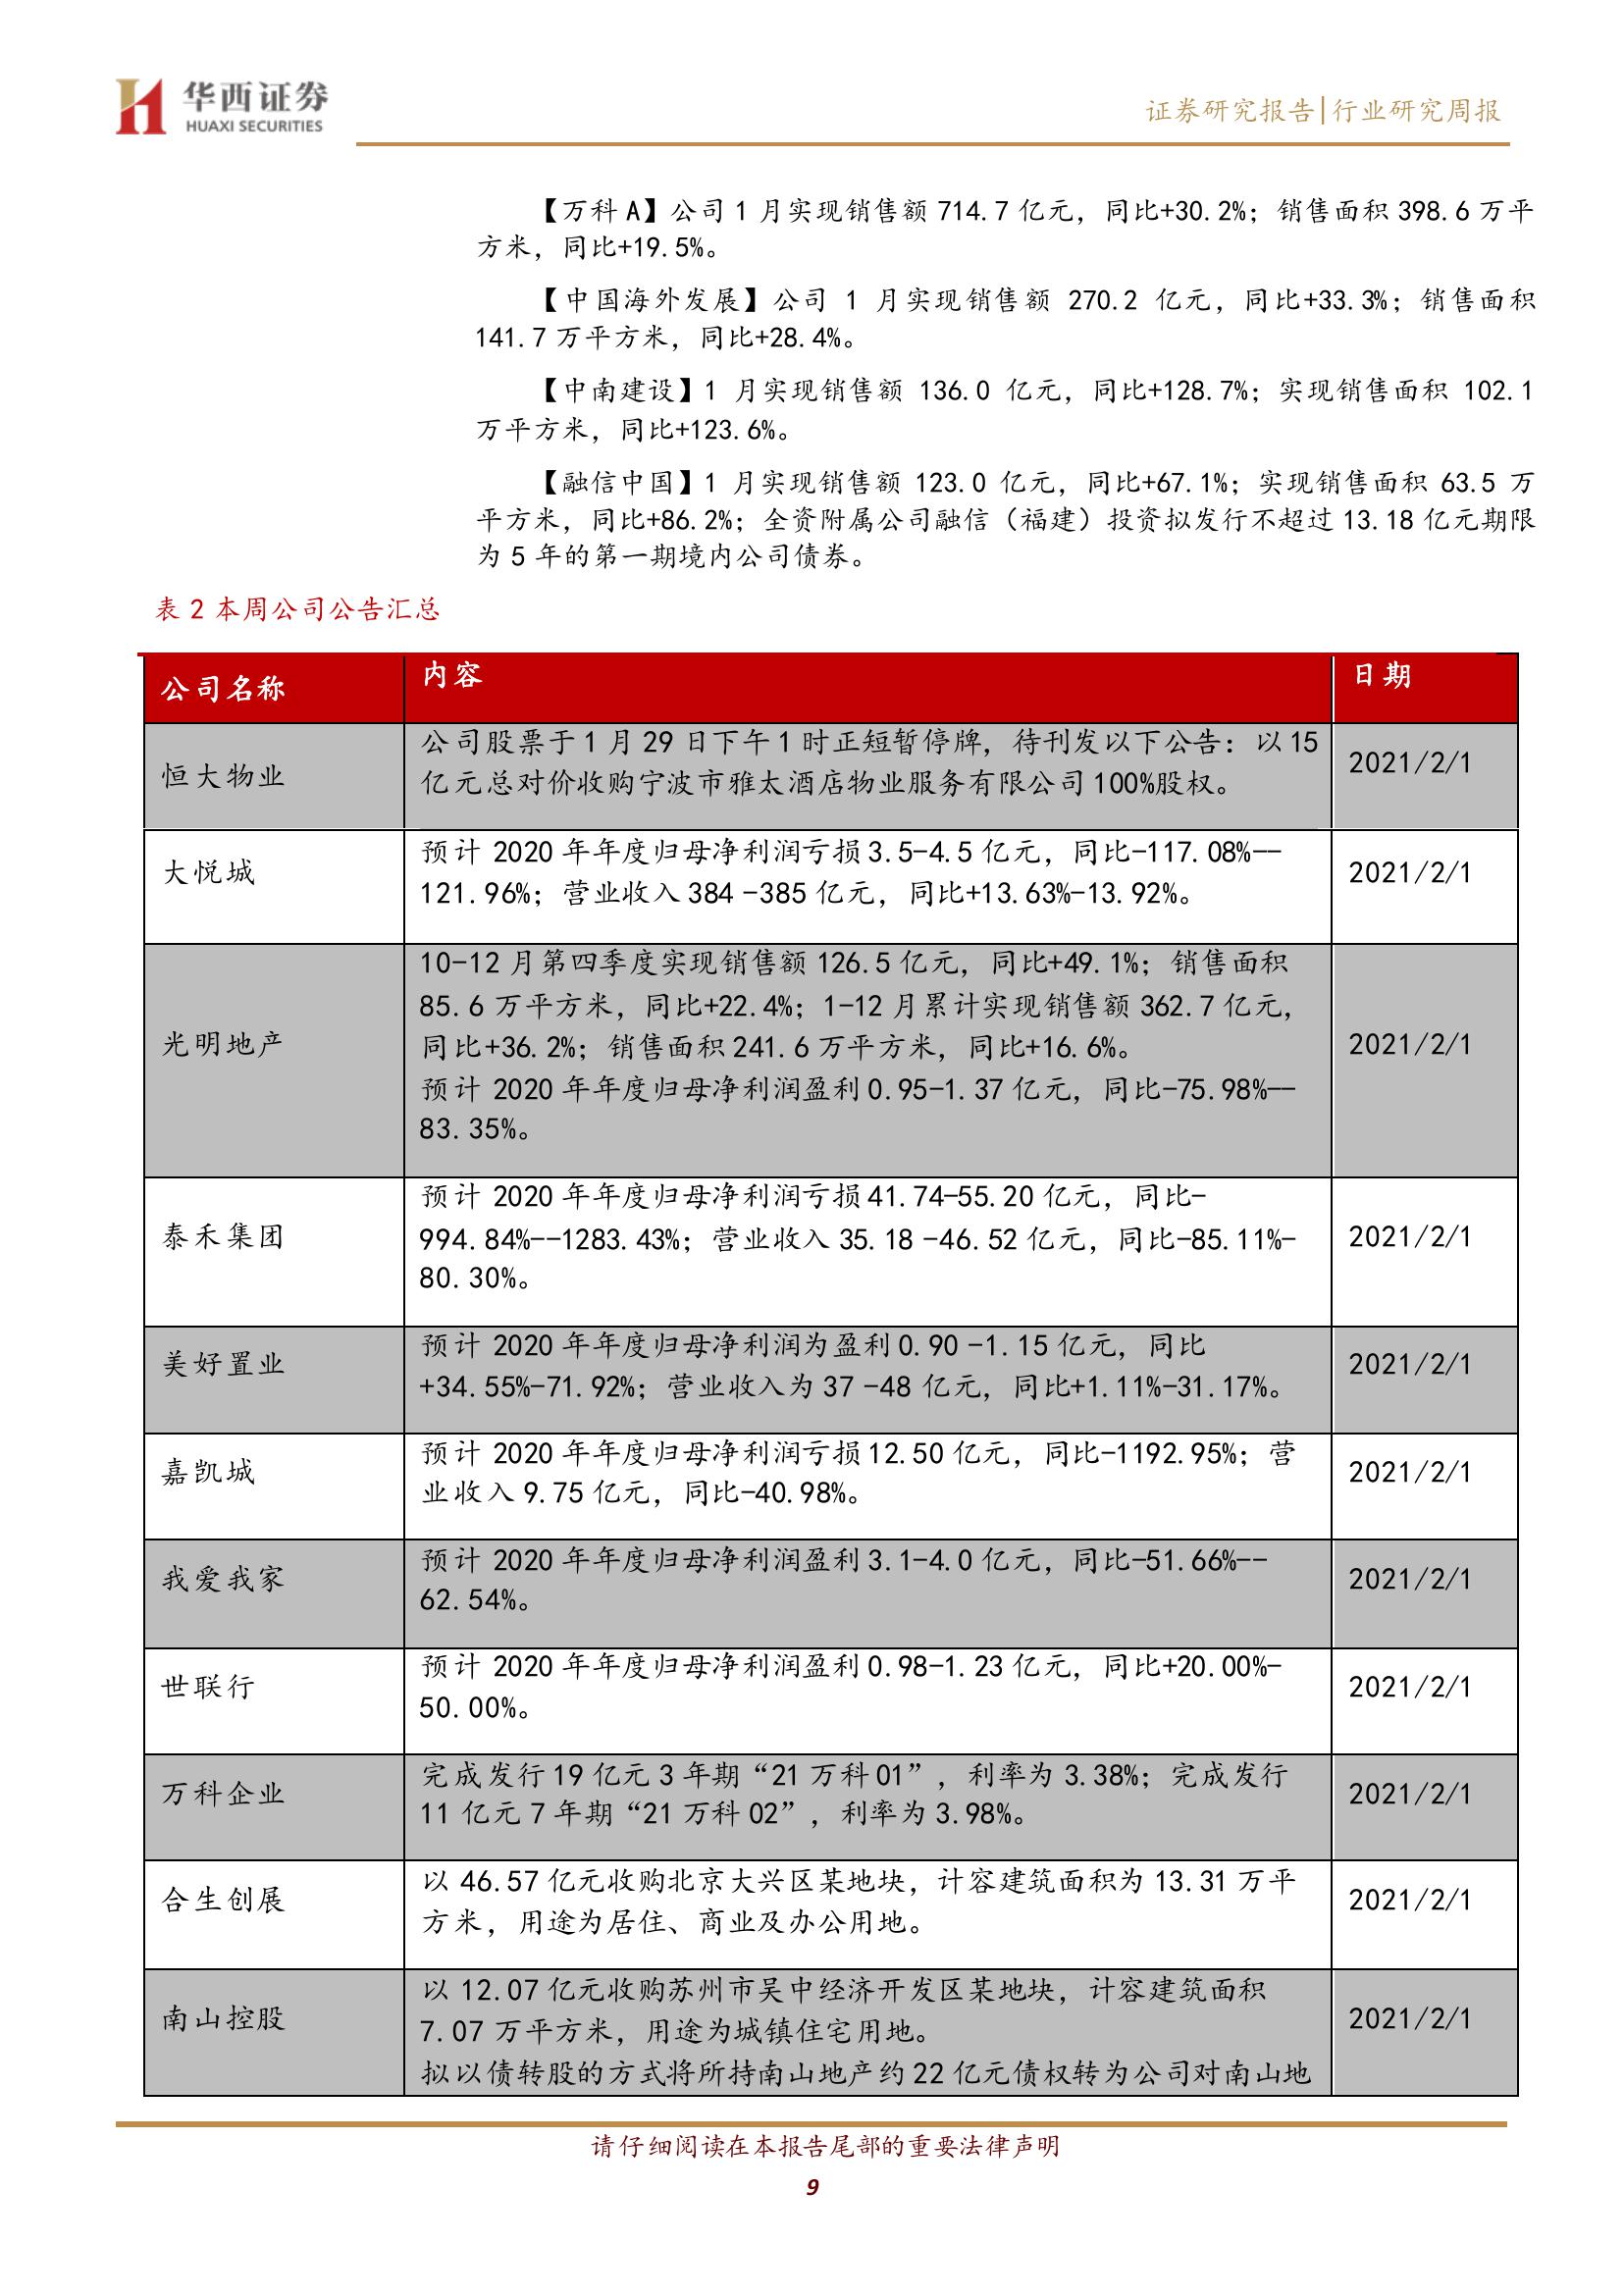 华西证券
HUAXI SECURITIES
证券研究报告|行业研究周报
【万科 A】公司 1 月实现销售额 714.7 亿元，同比+30.2%；销售面积 398.6 万平
方米，同比+19.5%。
【中国海外发展】公司 1 月实现销售额 270.2 亿元，同比+33.3%；销售面积
141.7 万平方米，同比+28.4%。
【中南建设】1 月实现销售额 136.0 亿元，同比+128.7%；实现销售面积 102.1
万平方米，同比+123.6%。
【融信中国】1 月实现销售额 123.0 亿元，同比+67.1%；实现销售面积 63.5 万
平方米，同比+86.2%；全资附属公司融信（福建）投资拟发行不超过 13.18 亿元期限
为 5 年的第一期境内公司债券。
表 2 本周公司公告汇总
公司名称 内容 日期
公司股票于 1 月 29 日下午 1 时正短暂停牌，待刊发以下公告：以 15
恒大物业 2021/2/1
亿元总对价收购宁波市雅太酒店物业服务有限公司 100%股权。
预计 2020 年年度归母净利润亏损 3.5-4.5 亿元，同比-117.08%--
大悦城 2021/2/1
121.96%；营业收入 384 -385 亿元，同比+13.63%-13.92%。
10-12 月第四季度实现销售额 126.5 亿元，同比+49.1%；销售面积
85.6 万平方米，同比+22.4%；1-12 月累计实现销售额 362.7 亿元，
光明地产 同比+36.2%；销售面积 241.6 万平方米，同比+16.6%。 2021/2/1
预计 2020 年年度归母净利润盈利 0.95-1.37 亿元，同比-75.98%--
83.35%。
预计 2020 年年度归母净利润亏损 41.74-55.20 亿元，同比-
泰禾集团 994.84%--1283.43%；营业收入 35.18 -46.52 亿元，同比-85.11%- 2021/2/1
80.30%。
预计 2020 年年度归母净利润为盈利 0.90 -1.15 亿元，同比
美好置业 2021/2/1
+34.55%-71.92%；营业收入为 37 -48 亿元，同比+1.11%-31.17%。
预计 2020 年年度归母净利润亏损 12.50 亿元，同比-1192.95%；营
嘉凯城 2021/2/1
业收入 9.75 亿元，同比-40.98%。
预计 2020 年年度归母净利润盈利 3.1-4.0 亿元，同比-51.66%--
我爱我家 2021/2/1
62.54%。
预计 2020 年年度归母净利润盈利 0.98-1.23 亿元，同比+20.00%-
世联行 2021/2/1
50.00%。
完成发行 19 亿元 3 年期“21 万科 01”，利率为 3.38%；完成发行
万科企业 2021/2/1
11 亿元 7 年期“21 万科 02”，利率为 3.98%。
以 46.57 亿元收购北京大兴区某地块，计容建筑面积为 13.31 万平
合生创展 2021/2/1
方米，用途为居住、商业及办公用地。
以 12.07 亿元收购苏州市吴中经济开发区某地块，计容建筑面积
南山控股 2021/2/1
7.07 万平方米，用途为城镇住宅用地。
拟以债转股的方式将所持南山地产约 22 亿元债权转为公司对南山地
请仔细阅读在本报告尾部的重要法律声明
9